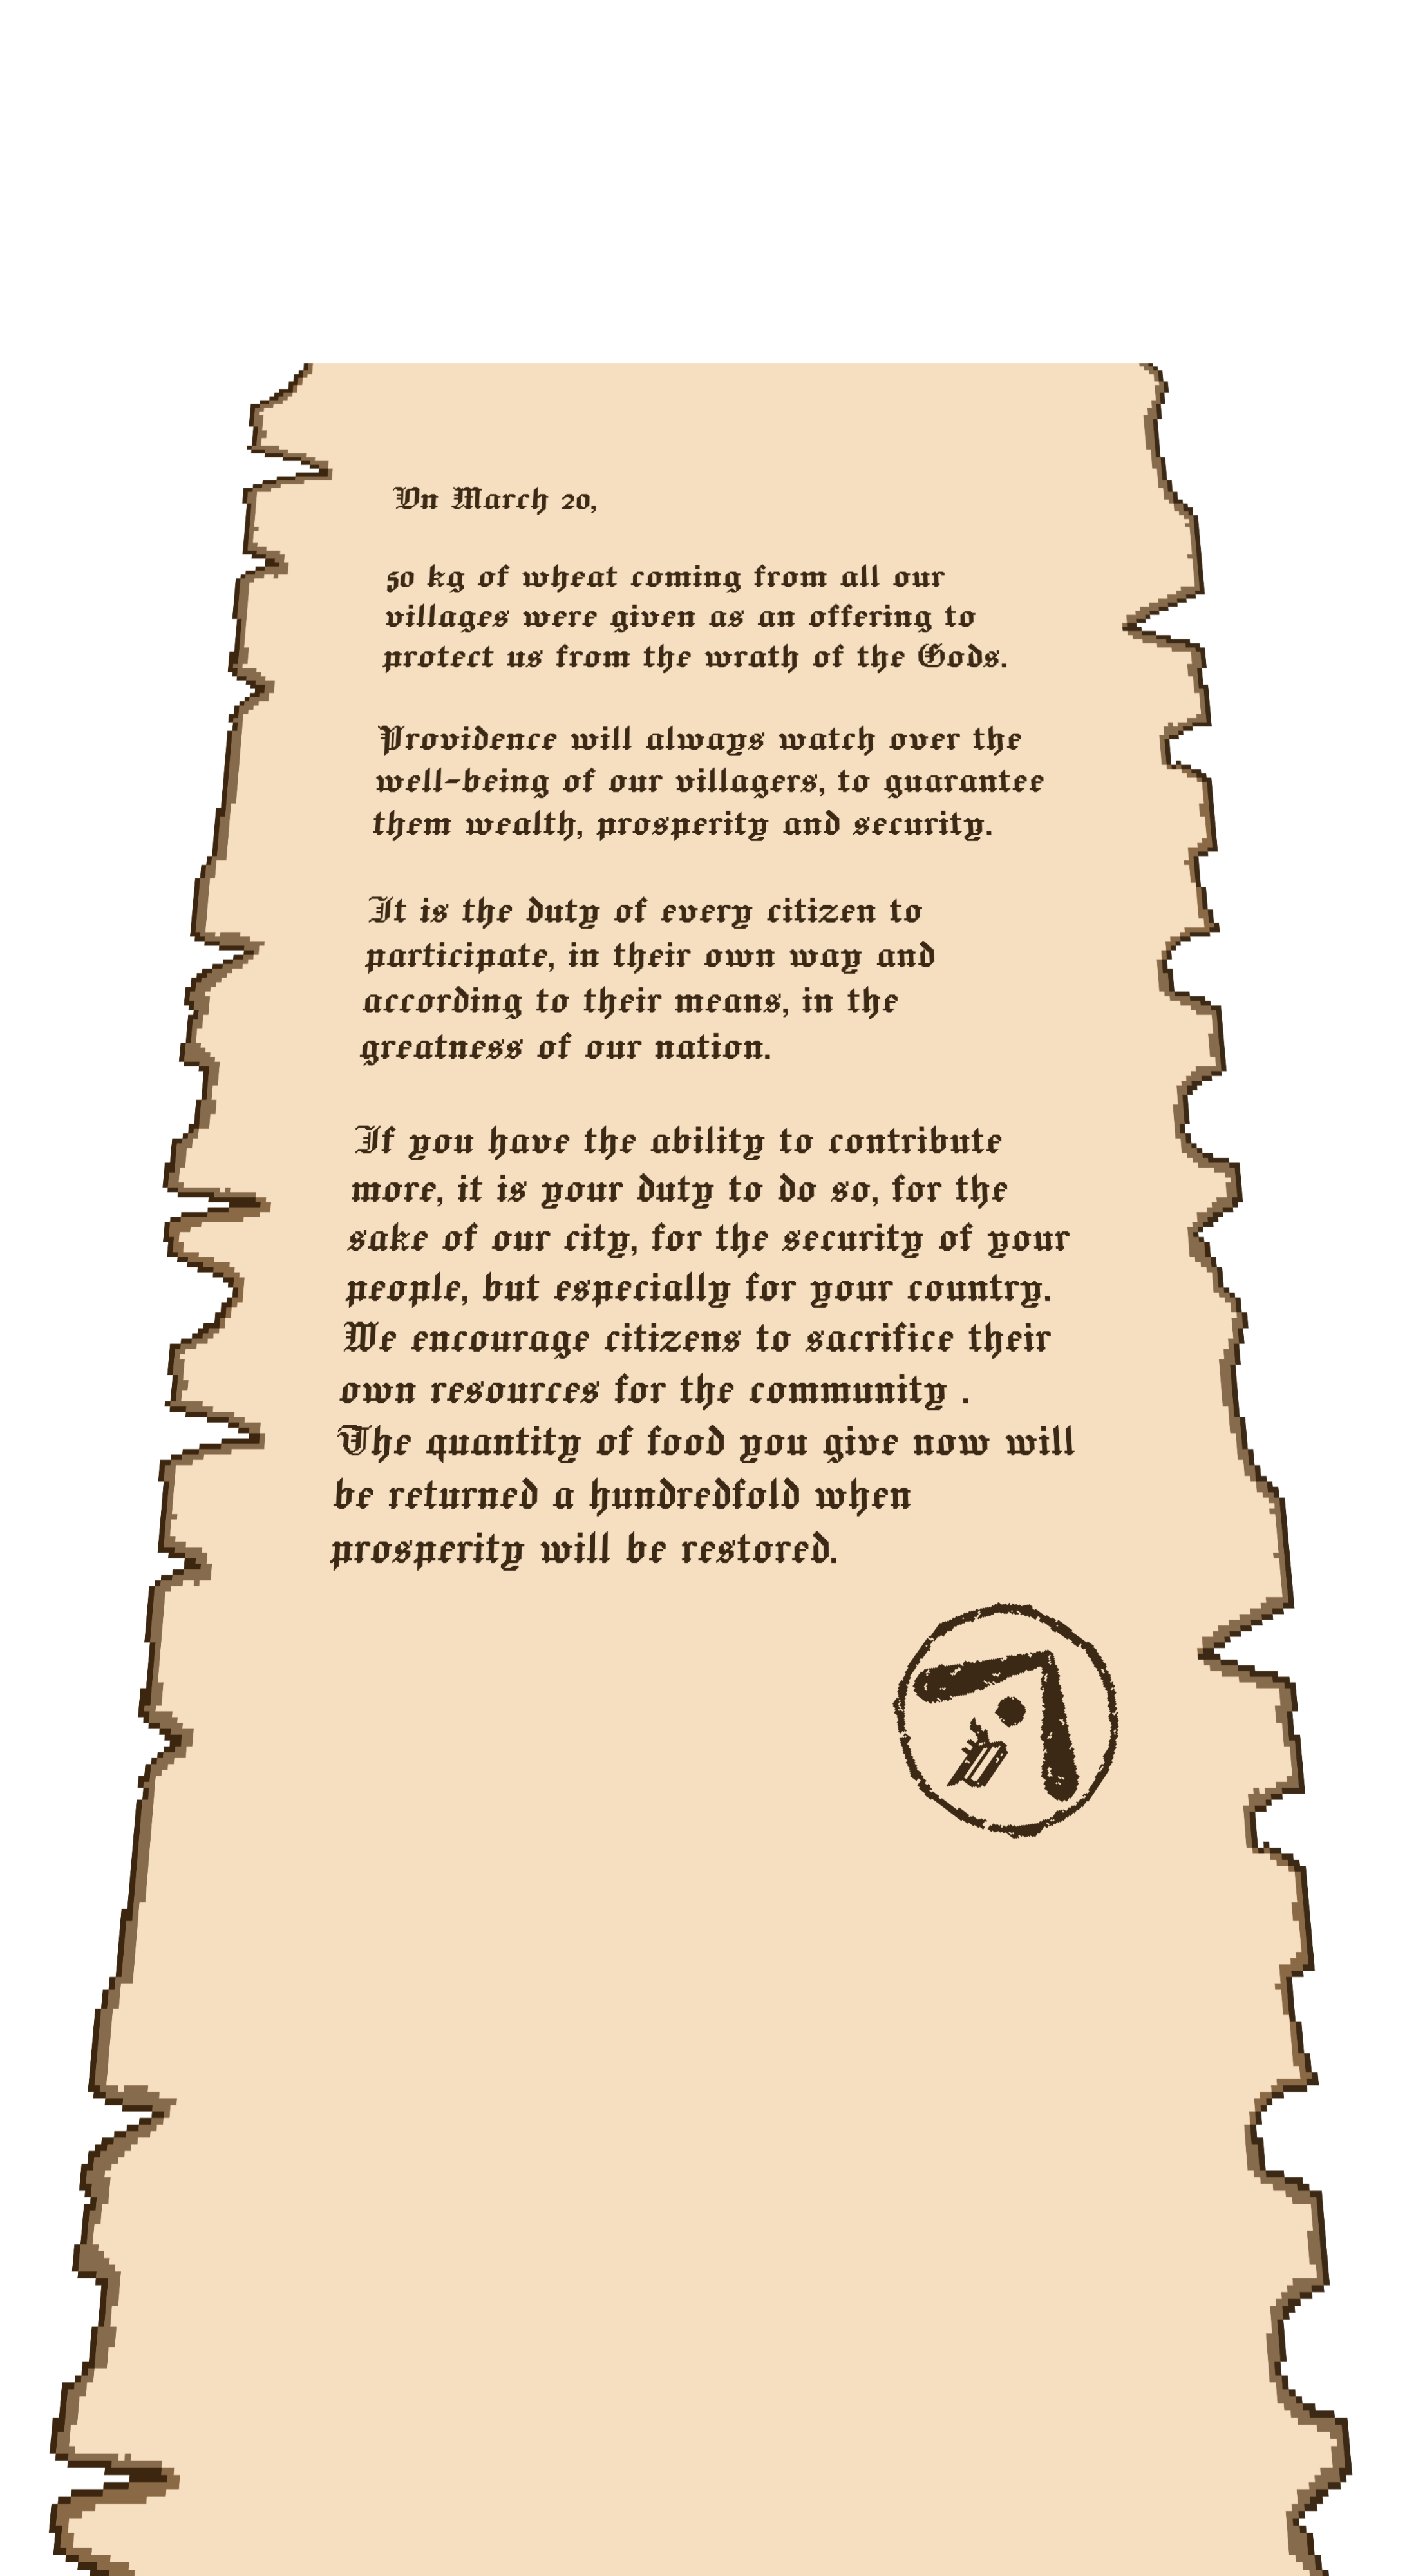 On March 20,
50 kg of wheat coming from all our
villages were given as an offering to
protect us from the wrath of the Gods.
Providence will always watch over the
well-being of our villagers, to guarantee
them wealth, prosperity and security.
It is the duty of every citizen to
participate, in their own way and
according to their means, in the
greatness of our nation.
If you have the ability to contribute
more, it is your duty to do so, for the
sake of our city, for the security of your
people, but especially for your country.
We encourage citizens to sacrifice their
own resources for the community .
The quantity of food you give now will
be returned a hundredfold when
prosperity will be restored.